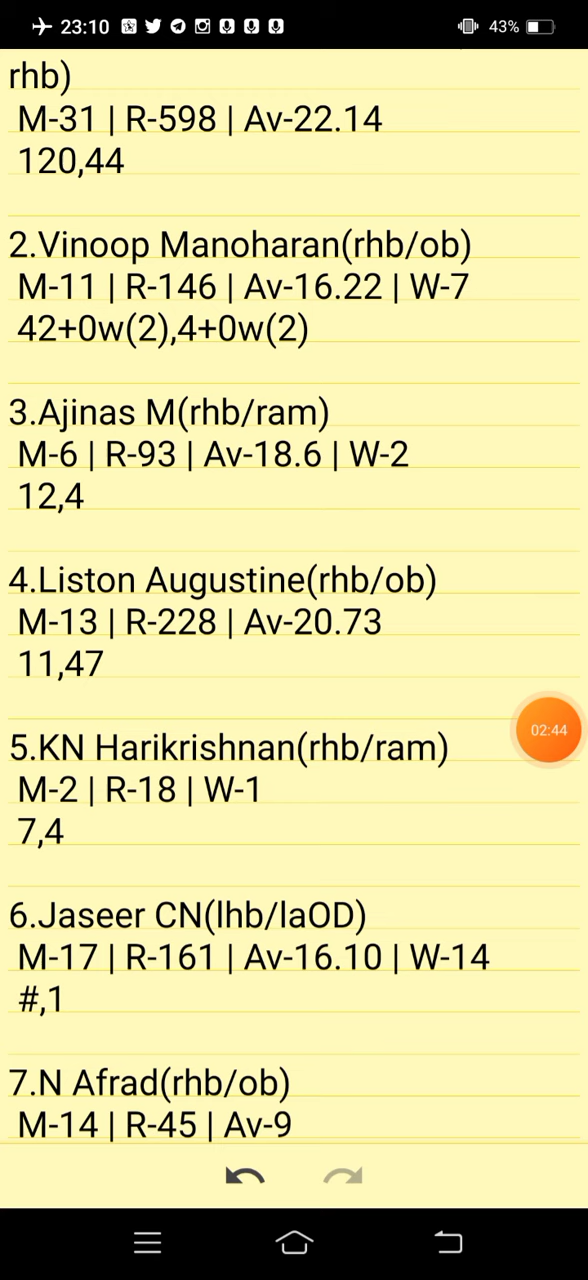 23:10
43%
rhb)
M-31 | R-598 | Av-22.14
120,44
2.Vinoop Manoharan(rhb/ob)
M-11 | R-146 | Av-16.22 | W-7
42+0w(2),4+0w(2)
3.Ajinas M(rhb/ram)
M-6 | R-93 | Av-18.6 | W-2
12,4
4.Liston Augustine(rhb/ob)
M-13 | R-228 | Av-20.73
11,47
02:44
5.KN Harikrishnan(rhb/ram)
M-2 | R-18 | W-1
7,4
6.Jaseer CN(lhb/laOD)
M-17 | R-161 | Av-16.10 | W-14
#,1
7.N Afrad(rhb/ob)
M-14 | R-45 | Av-9